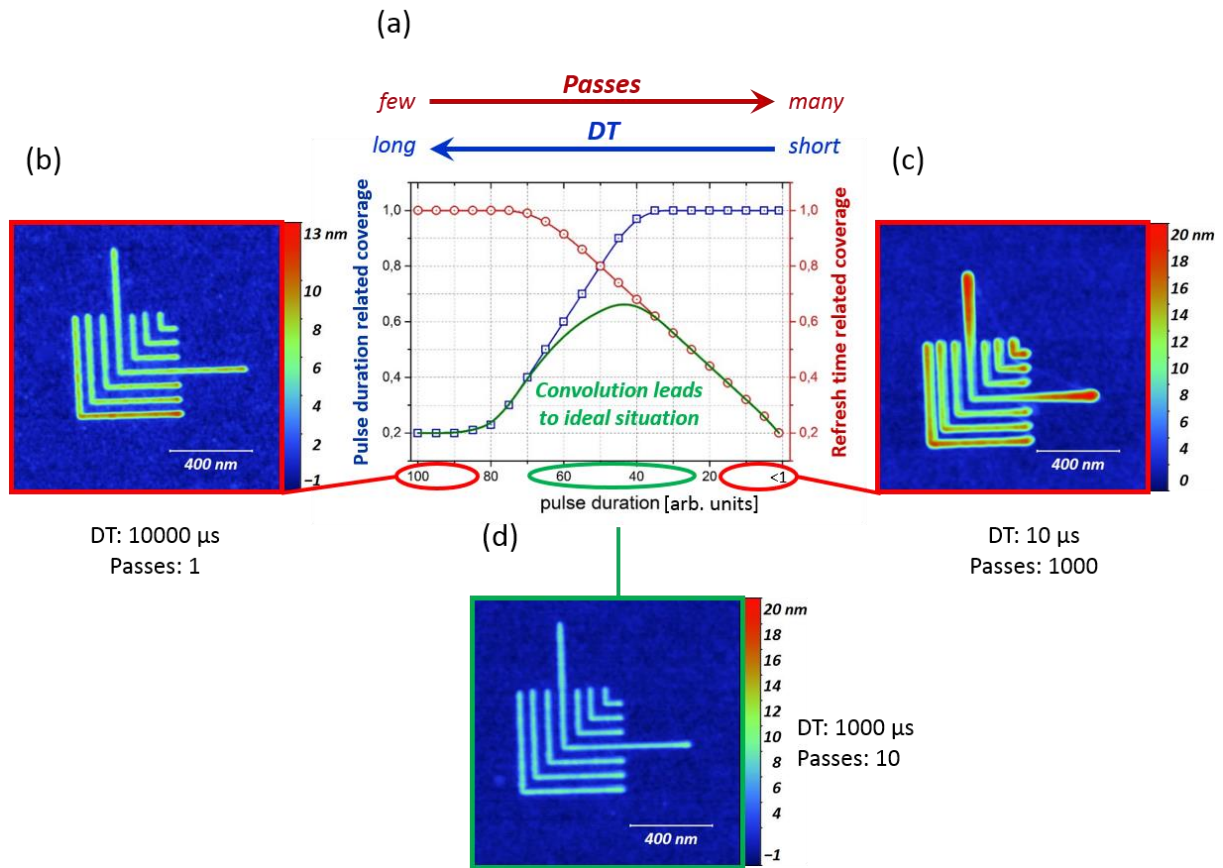 (a)
few
Passes
many
long
DT
short
(b)
(c)
Pulse duration related coverage
1,0
0,8
0,6
0,4
0,2
Refresh time related coverage
1,0
0,8
0,6
0,4
0,2
Convolution leads
to ideal situation
100
80
60
40
20
<1
pulse duration [arb. units]
13 nm
10
8
6
4
2
−1
400 nm
DT: 10000 µs
Passes: 1
20 nm
18
16
14
12
10
8
6
4
2
0
400 nm
DT: 10 µs
Passes: 1000
(d)
20 nm
18
16
14
12
10
8
6
4
−1
400 nm
DT: 1000 µs
Passes: 10